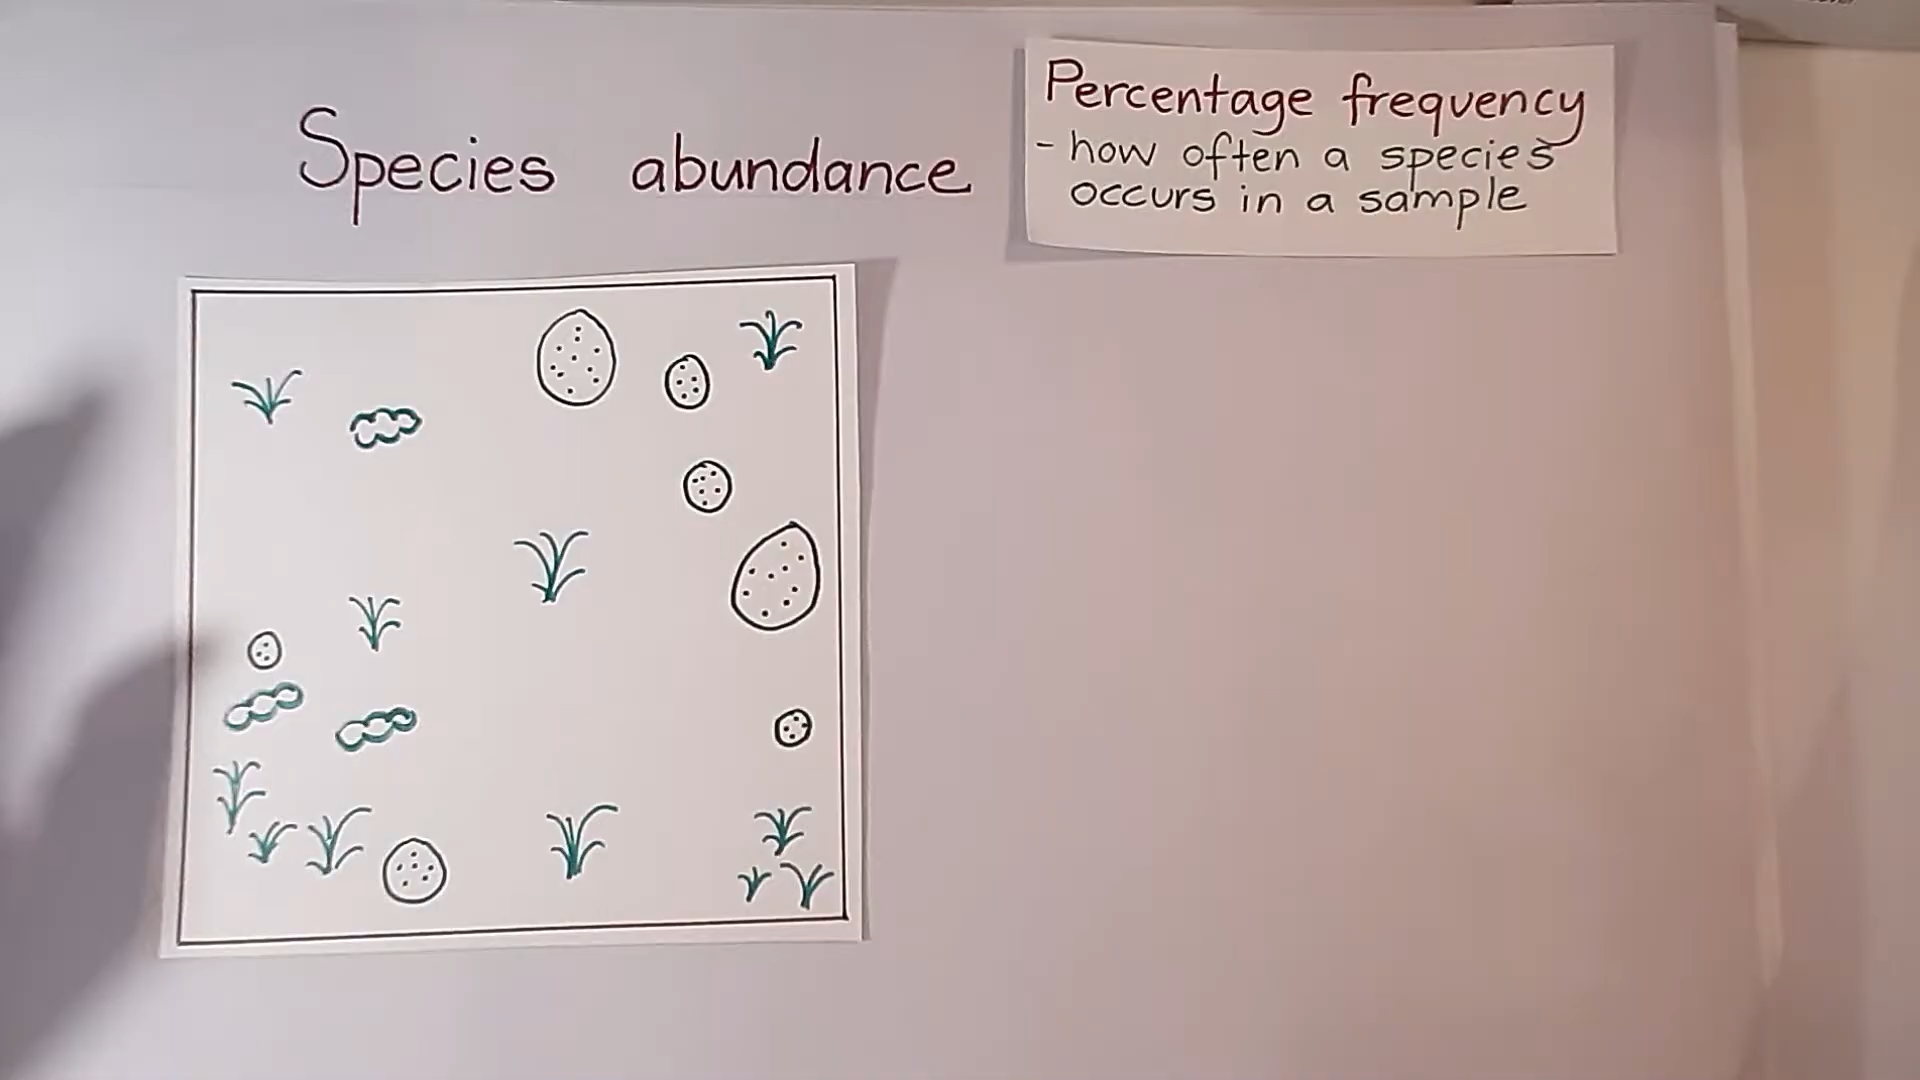 Species abundance
Percentage frequency
- how often a species
occurs in a sample